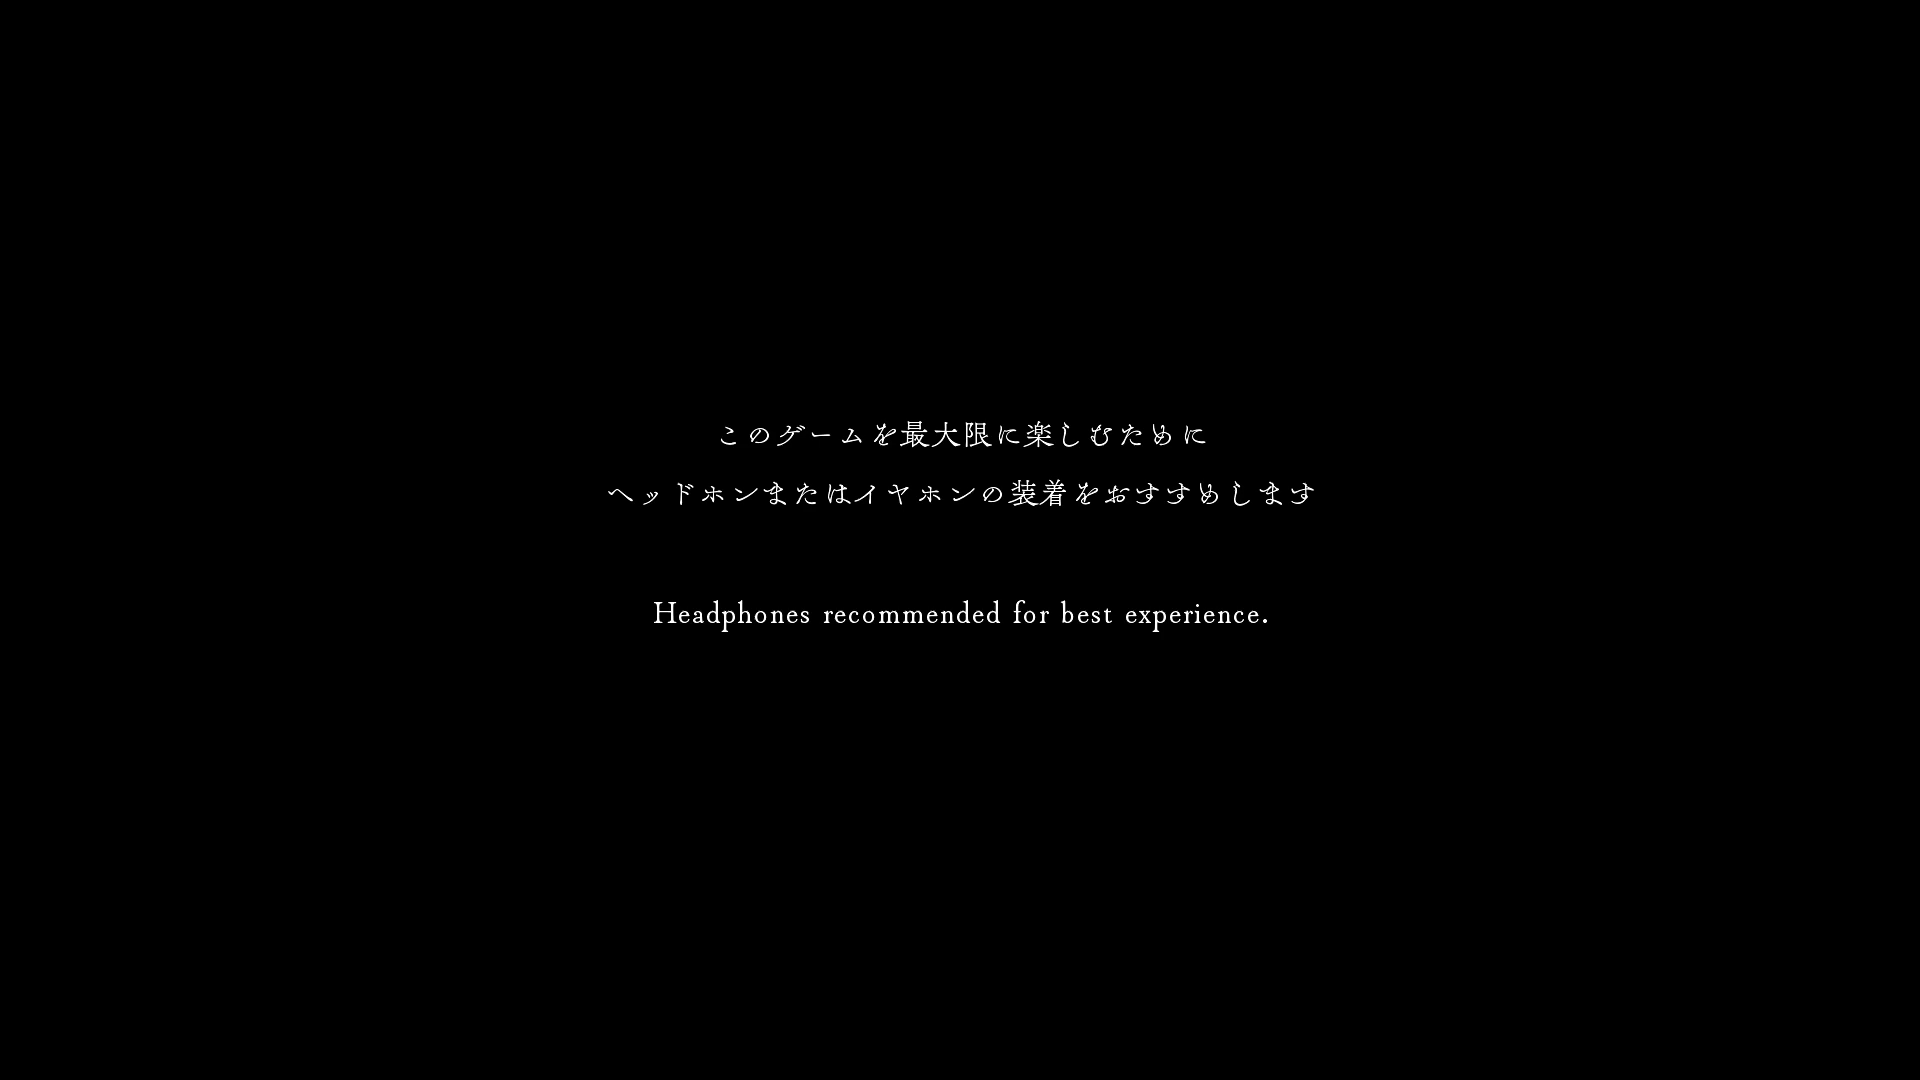 このゲームを最大限に楽しむために
ヘッドホンまたはイヤホンの装着をおすすめします
Headphones recommended for best experience.